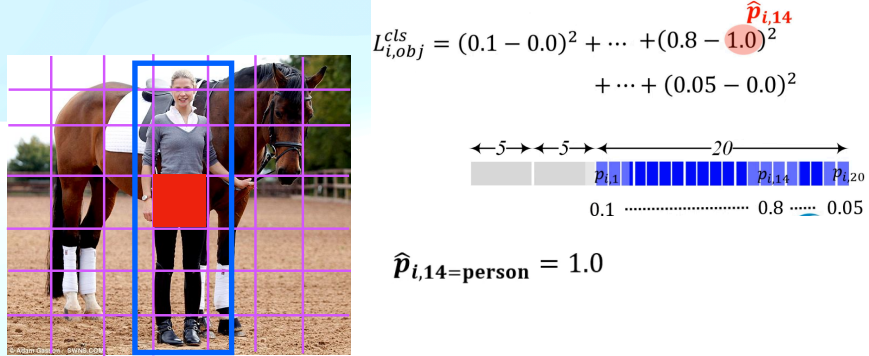 p̂ᵢ,₁₄
Lᶜˡˢᵢ,ₒbⱼ = (0.1 − 0.0)² + ⋯ +(0.8 − 1.0)²
+ ⋯ + (0.05 − 0.0)²
5 5 20
pᵢ,₁ pᵢ,₁₄ pᵢ,₂₀
0.1 ............ 0.8 ..... 0.05
p̂ᵢ,₁₄₌ₚₑᵣₛₒₙ = 1.0